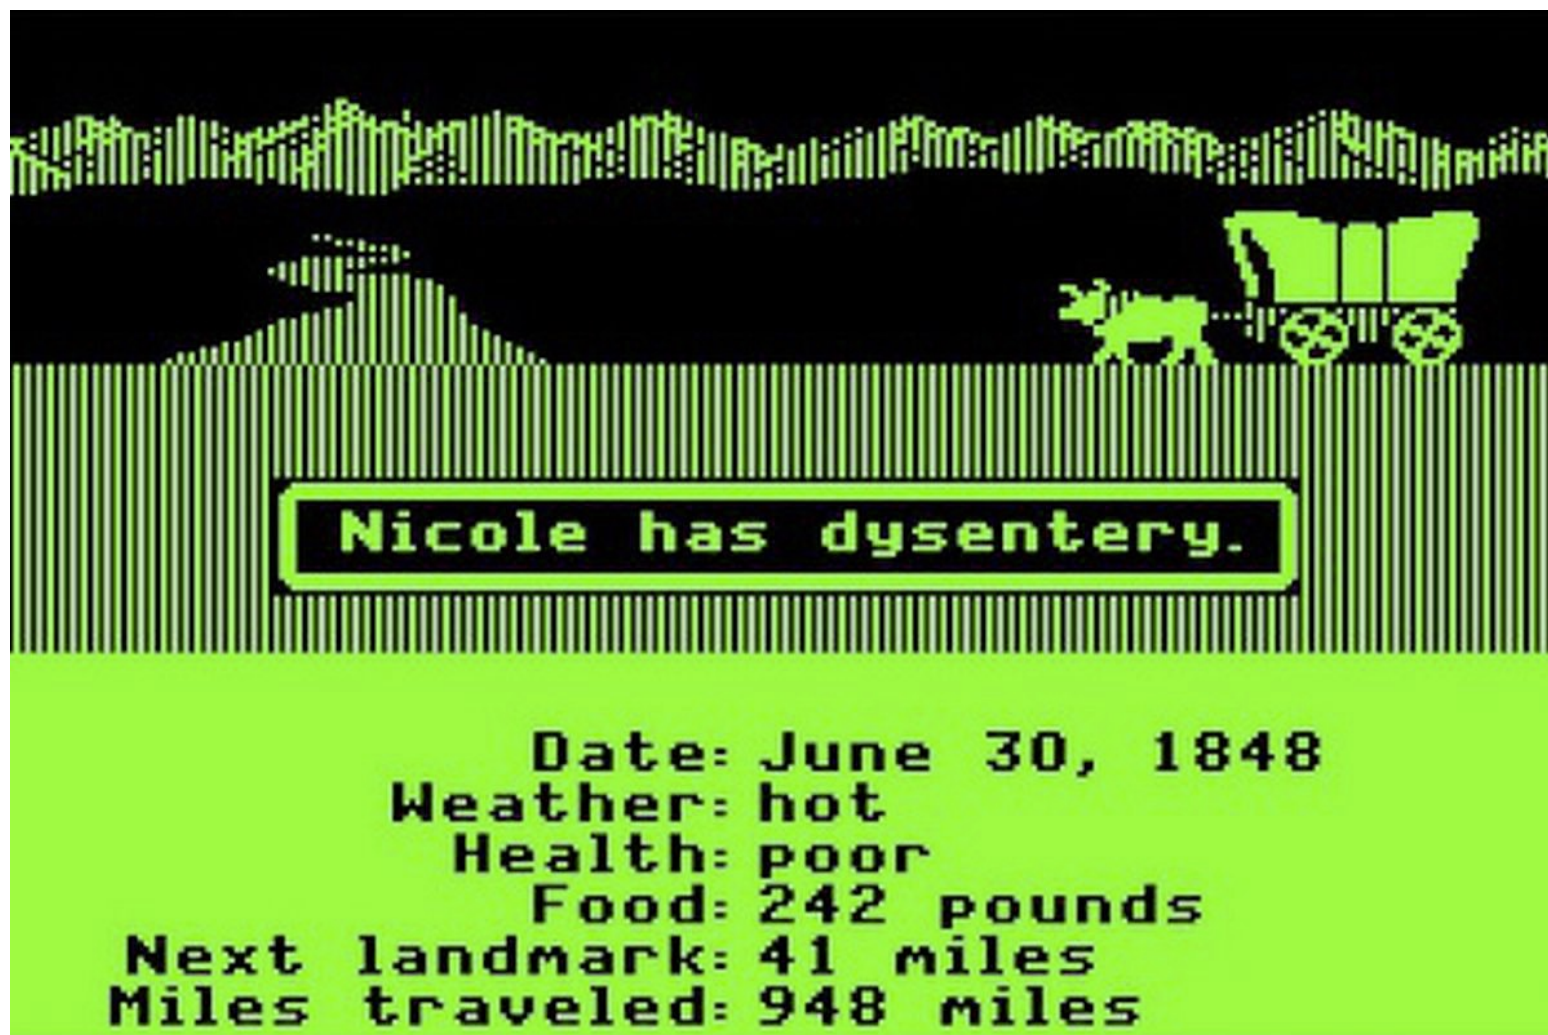 Nicole has dysentery.
Date: June 30, 1848
Weather: hot
Health: poor
Food: 242 pounds
Next landmark: 41 miles
Miles traveled: 948 miles